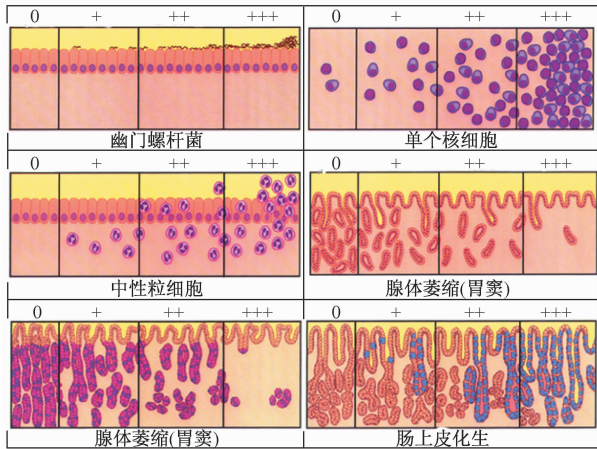 0 + ++ +++
幽门螺杆菌
0 + ++ +++
单个核细胞
0 + ++ +++
中性粒细胞
0 + ++ +++
腺体萎缩(胃窦)
0 + ++ +++
腺体萎缩(胃窦)
0 + ++ +++
肠上皮化生